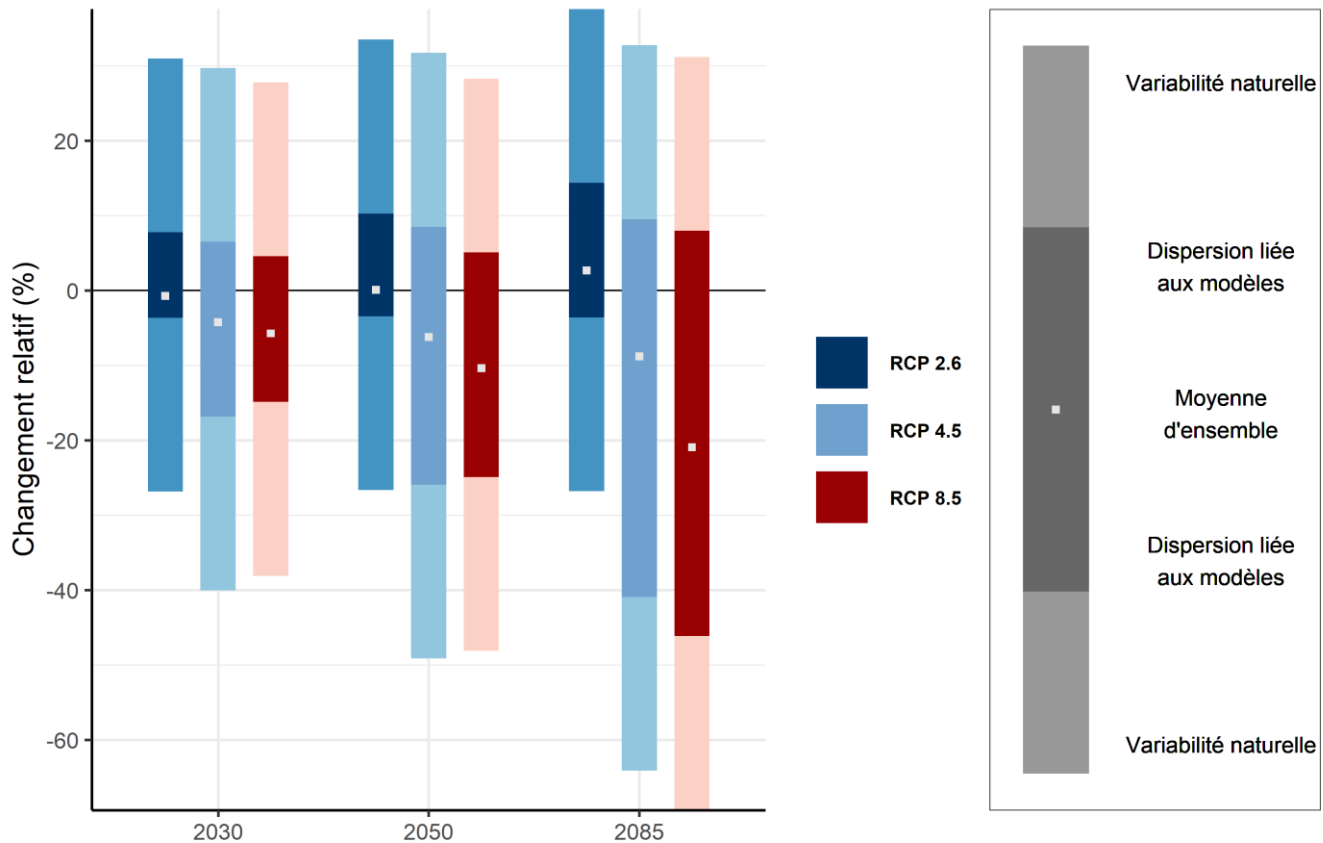 Changement relatif (%)
20
0
-20
-40
-60
2030
2050
2085
RCP 2.6
RCP 4.5
RCP 8.5
Variabilité naturelle
Dispersion liée
aux modèles
Moyenne
d'ensemble
Dispersion liée
aux modèles
Variabilité naturelle